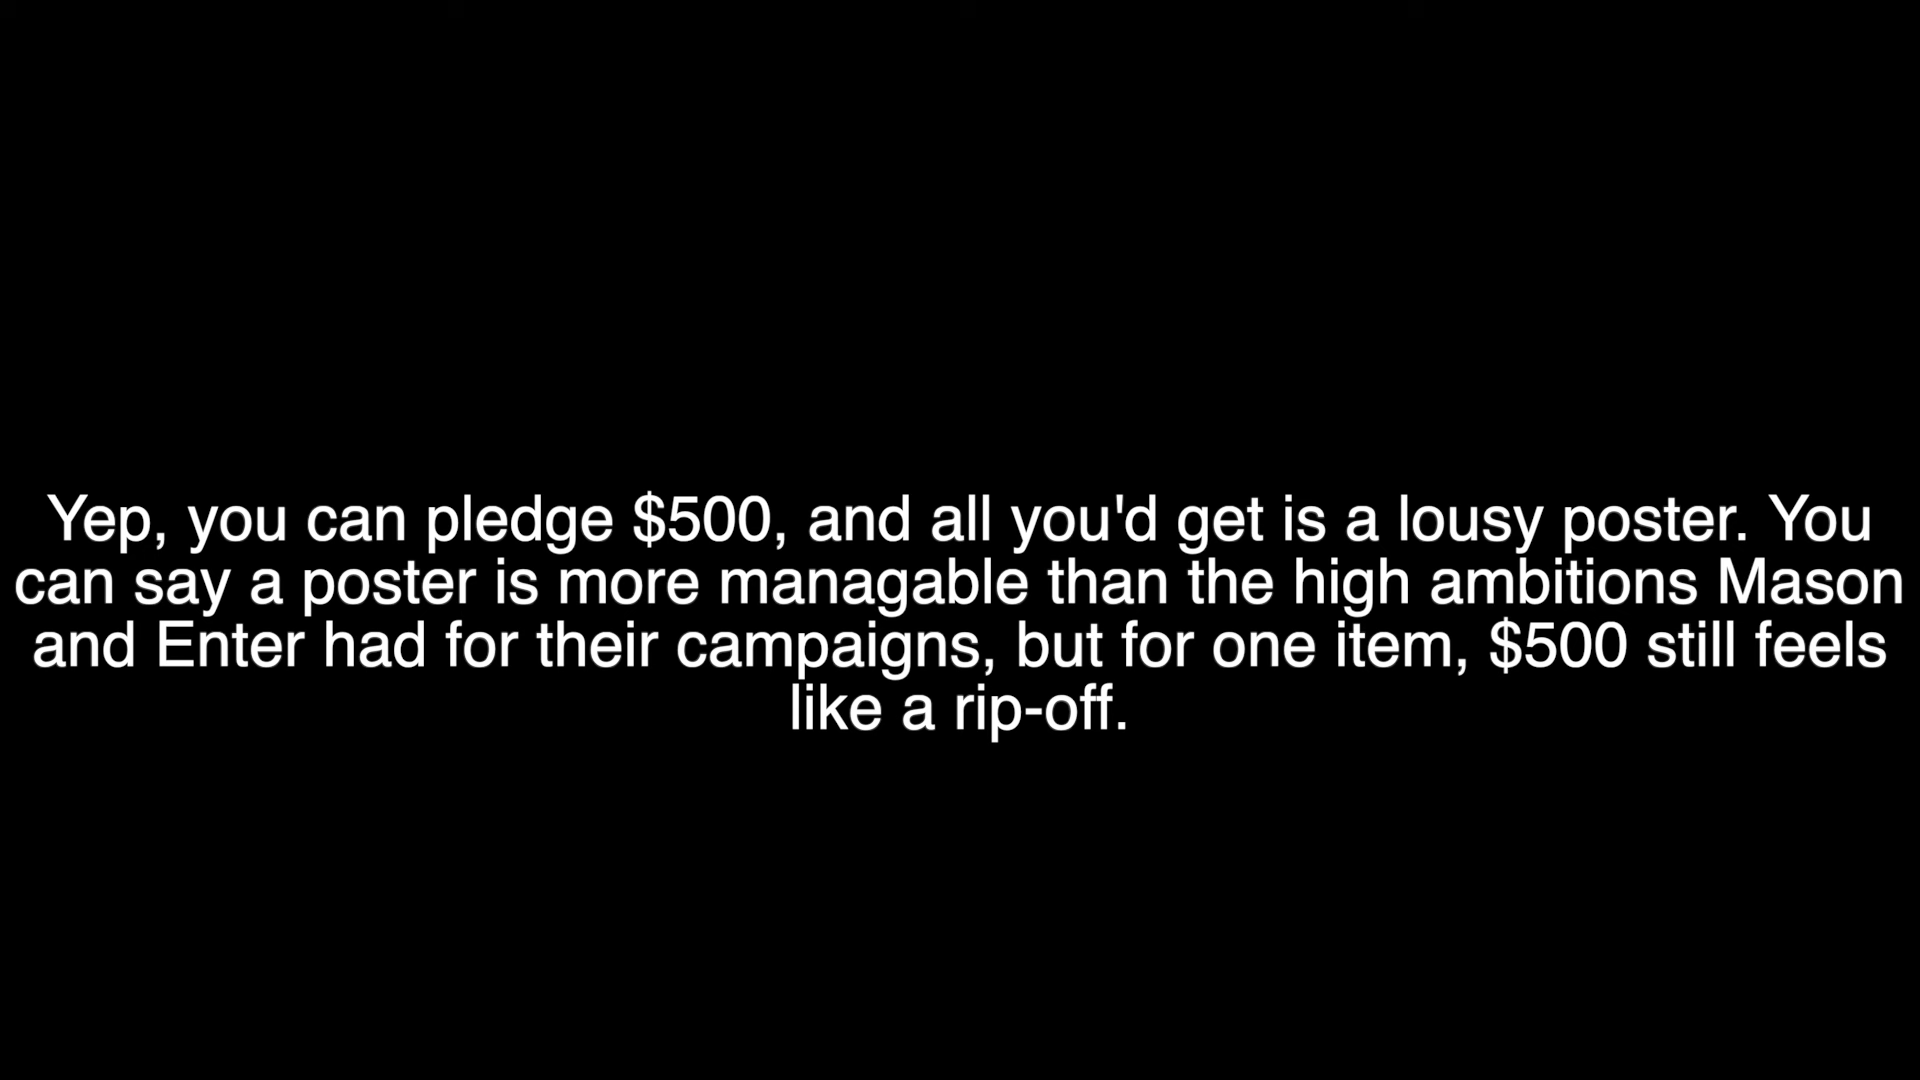 Yep, you can pledge $500, and all you'd get is a lousy poster. You
can say a poster is more managable than the high ambitions Mason
and Enter had for their campaigns, but for one item, $500 still feels
like a rip-off.